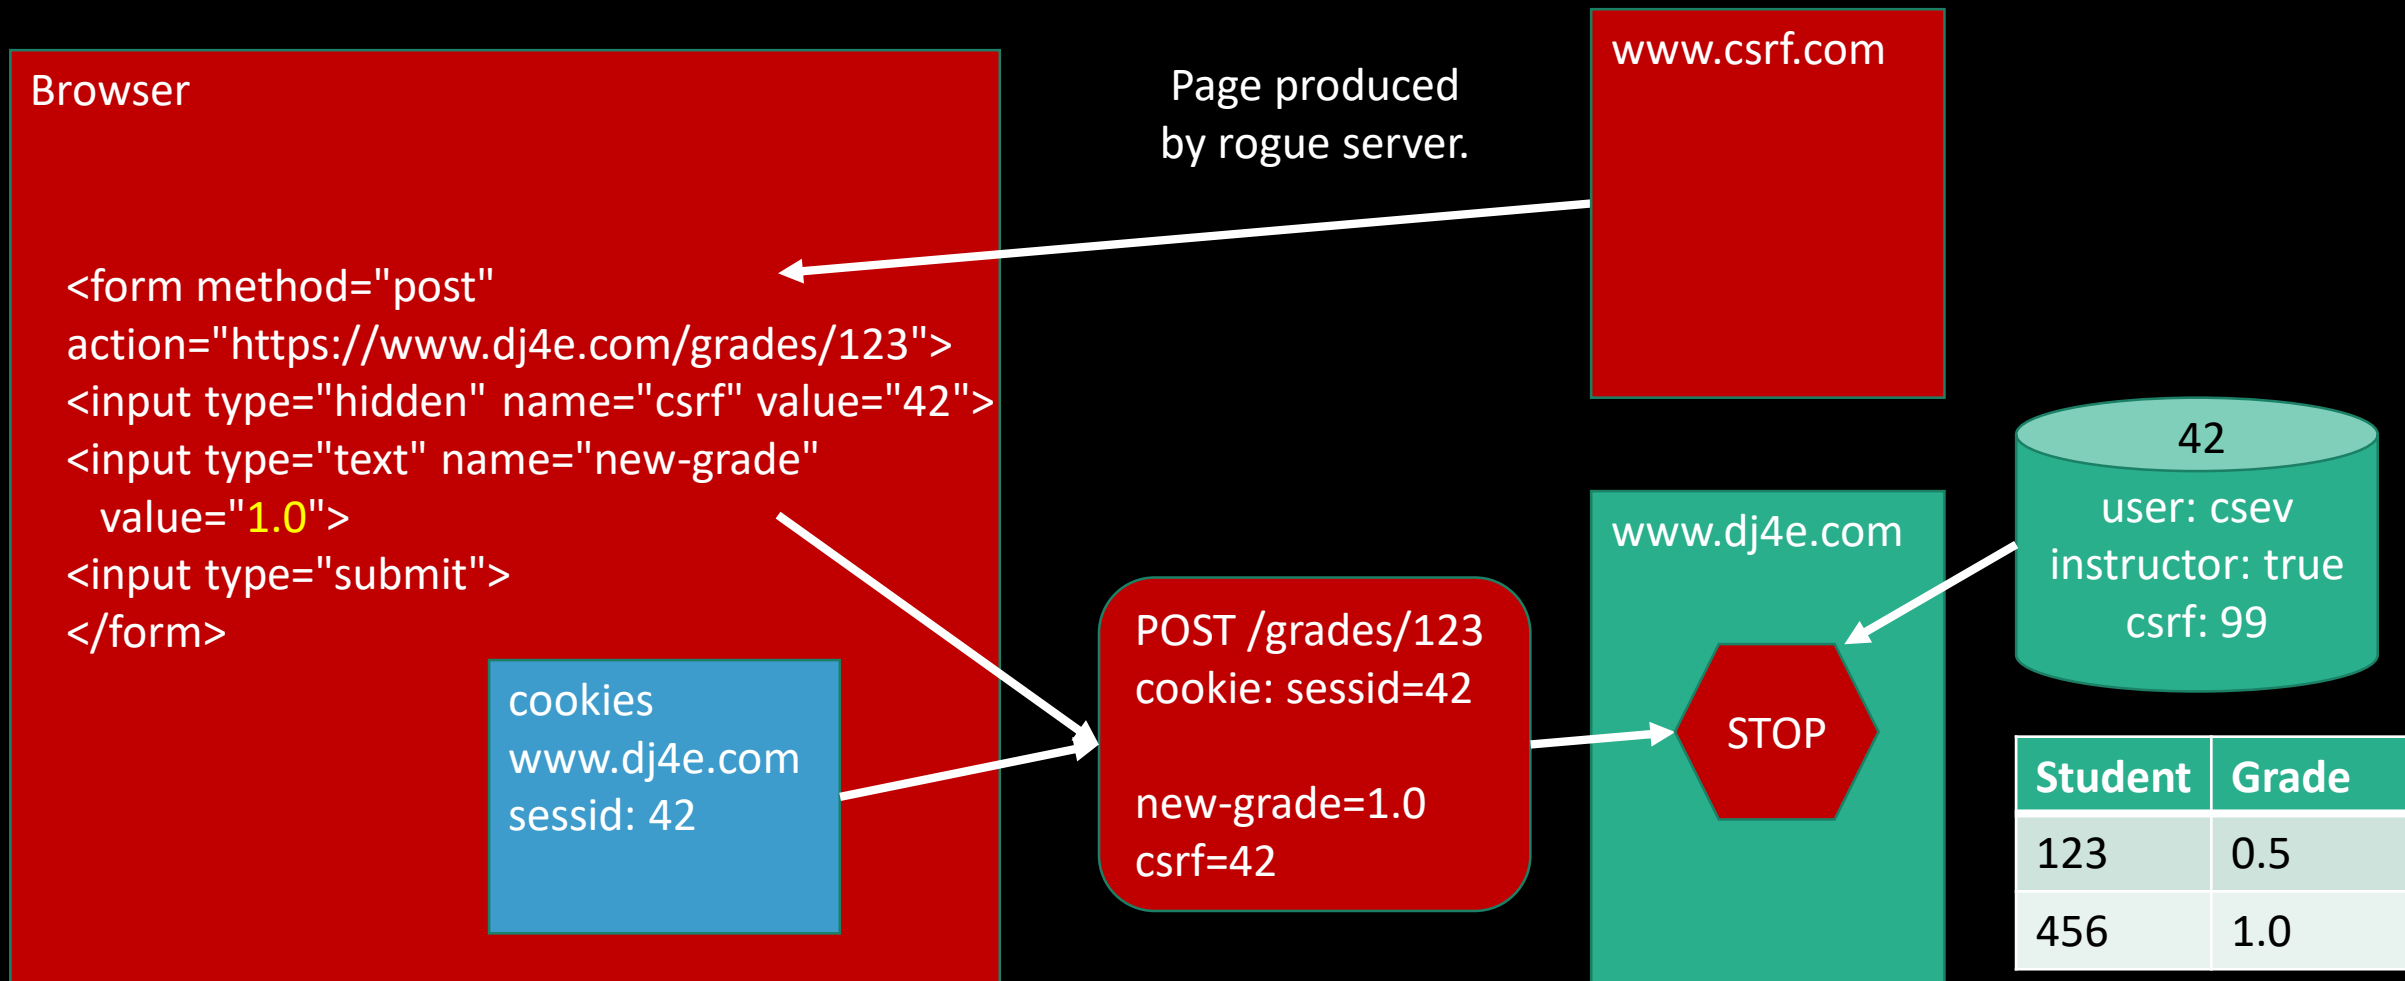 Browser
<form method="post"
action="https://www.dj4e.com/grades/123">
<input type="hidden" name="csrf" value="42">
<input type="text" name="new-grade"
value="1.0">
<input type="submit">
</form>
cookies
www.dj4e.com
sessid: 42
Page produced
by rogue server.
POST /grades/123
cookie: sessid=42
new-grade=1.0
csrf=42
www.csrf.com
www.dj4e.com
STOP
42
user: csev
instructor: true
csrf: 99
Student Grade
123 0.5
456 1.0